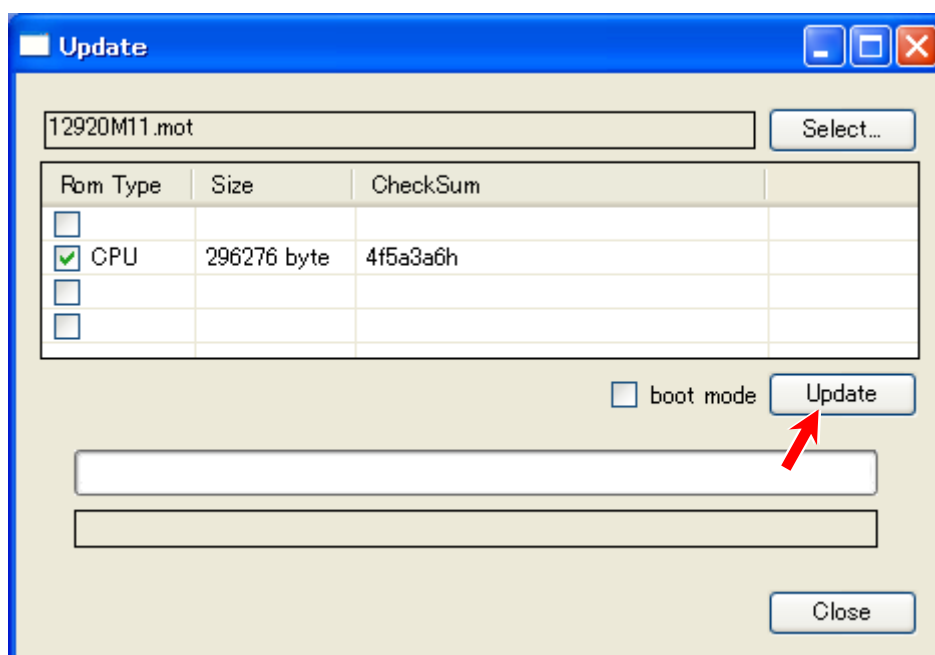 Update
12920M11.mot
Select...
Rom Type Size CheckSum
CPU 296276 byte 4f5a3a6h
boot mode Update
Close